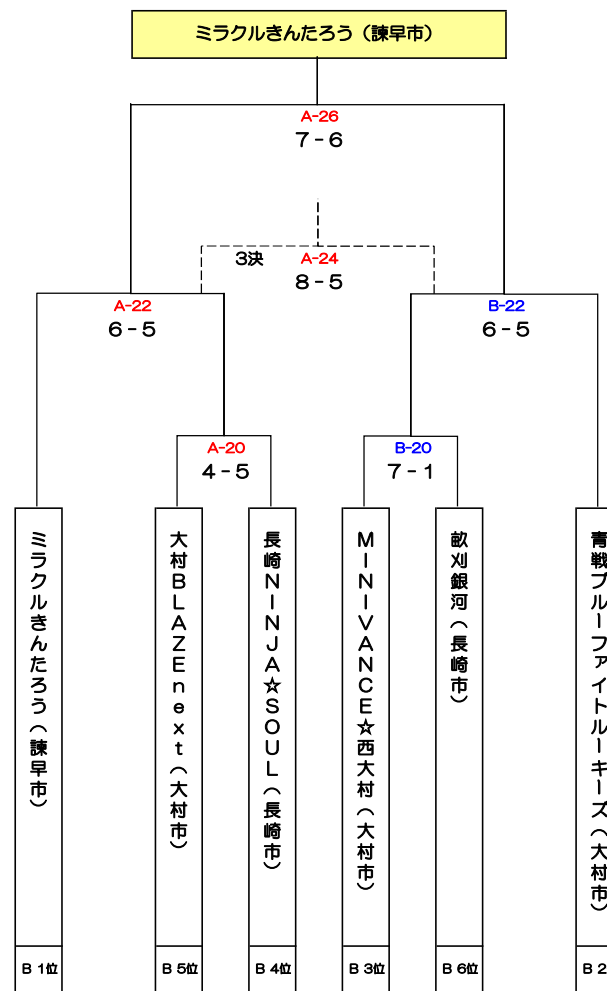 ミラクルきんたろう（諫早市）
A-26
7-6
3決
A-24
8-5
A-22
6-5
B-22
6-5
A-20
4-5
B-20
7-1
ミラクルきんたろう（諫早市）
大村BLAZEnext（大村市）
長崎NINJA☆SOUL（長崎市）
MINIVANCE☆西大村（大村市）
畝刈銀河（長崎市）
青戦ブルーファイトルーキーズ（大村市）
B 1位
B 5位
B 4位
B 3位
B 6位
B 2